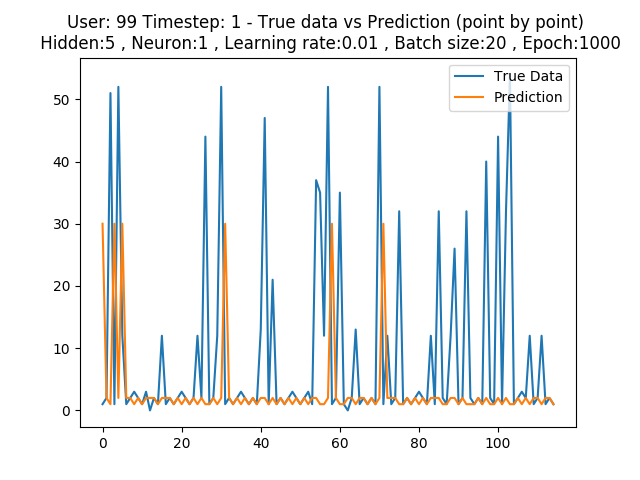 User: 99 Timestep: 1 - True data vs Prediction (point by point)
Hidden:5 , Neuron:1 , Learning rate:0.01 , Batch size:20 , Epoch:1000
True Data
Prediction
50
40
30
20
10
0
0 20 40 60 80 100